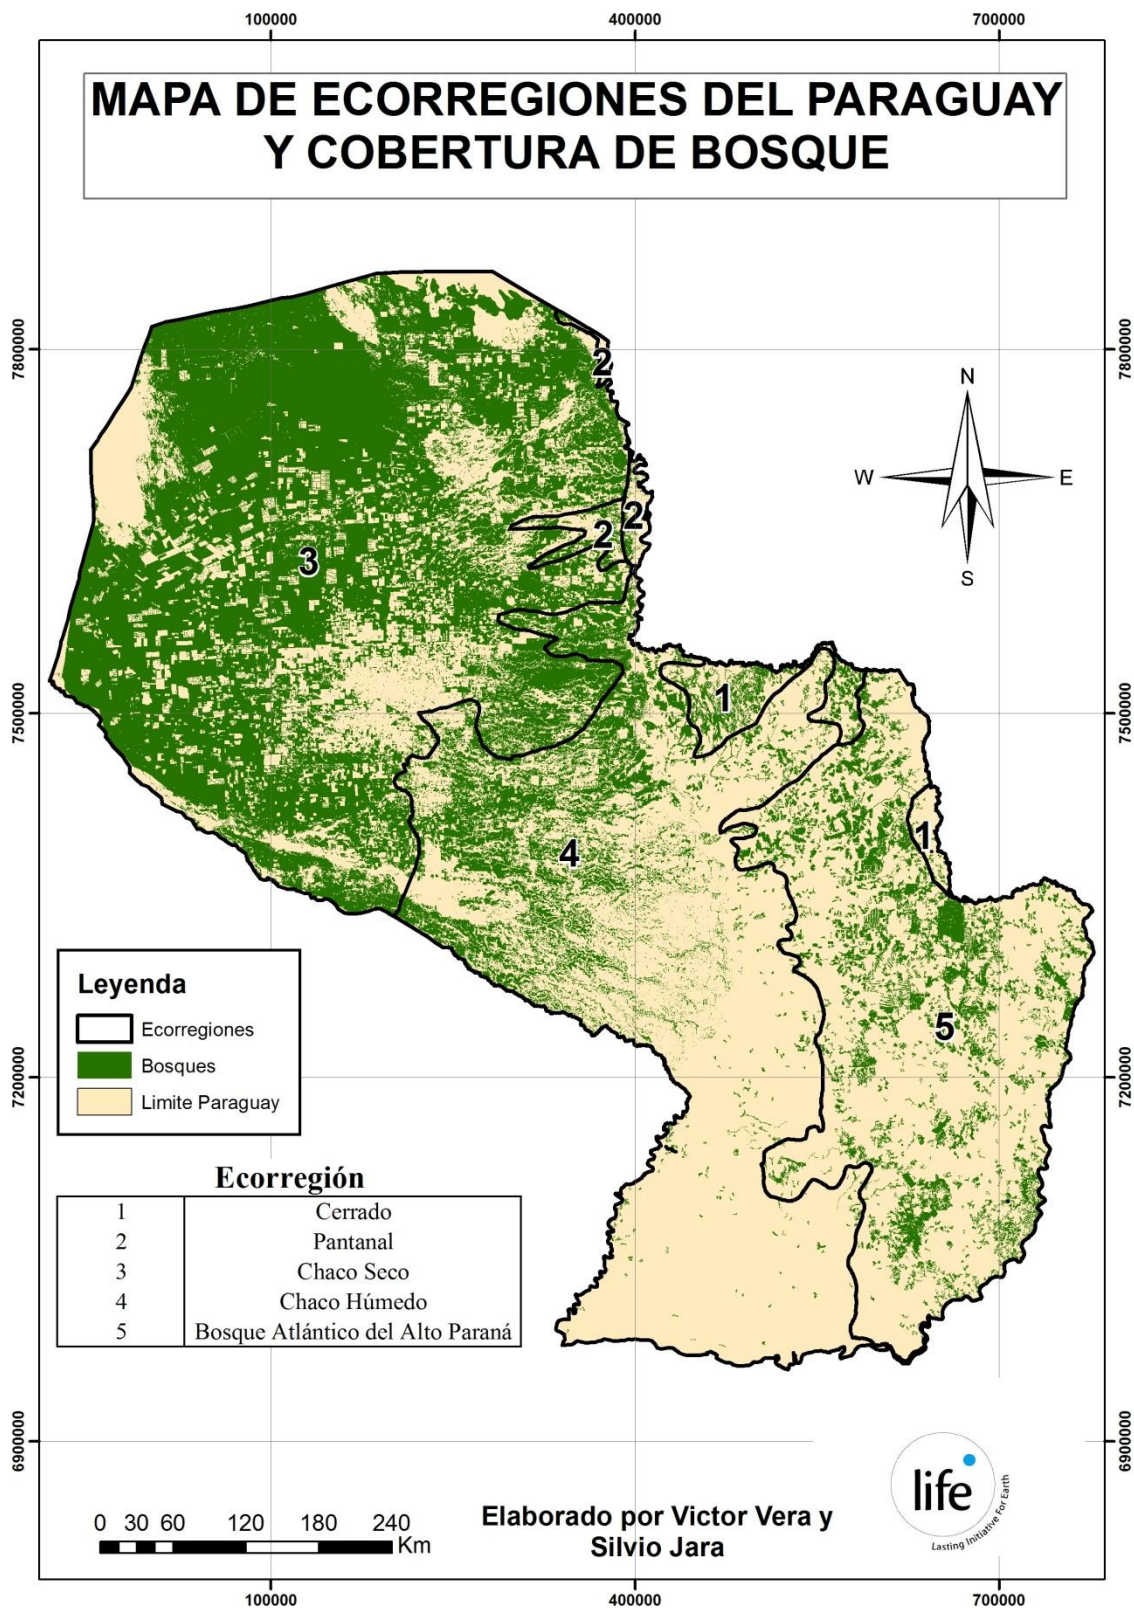 100000 400000 700000
MAPA DE ECORREGIONES DEL PARAGUAY
Y COBERTURA DE BOSQUE
7800000 7800000
N
W E
S
2
2
2
3
1
7500000 7500000
1
4
5
Leyenda
Ecorregiones
Bosques
Limite Paraguay
7200000 7200000
Ecorregión
1 Cerrado
2 Pantanal
3 Chaco Seco
4 Chaco Húmedo
5 Bosque Atlántico del Alto Paraná
6900000 6900000
life
Lasting Initiative For Earth
0 30 60 120 180 240
Km
Elaborado por Victor Vera y
Silvio Jara
100000 400000 700000